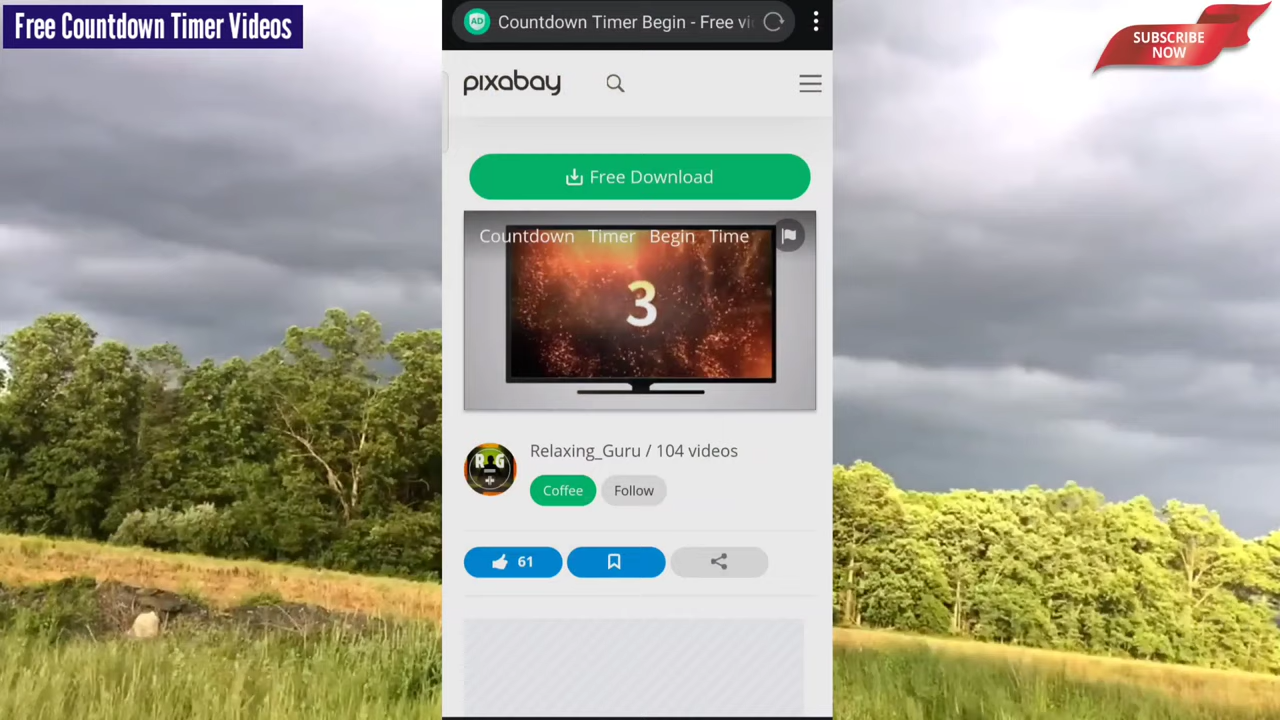 Free Countdown Timer Videos
SUBSCRIBE
NOW
AD
Countdown Timer Begin - Free vi
pixabay
Free Download
Countdown Timer Begin Time
3
Relaxing_Guru / 104 videos
Coffee
Follow
61